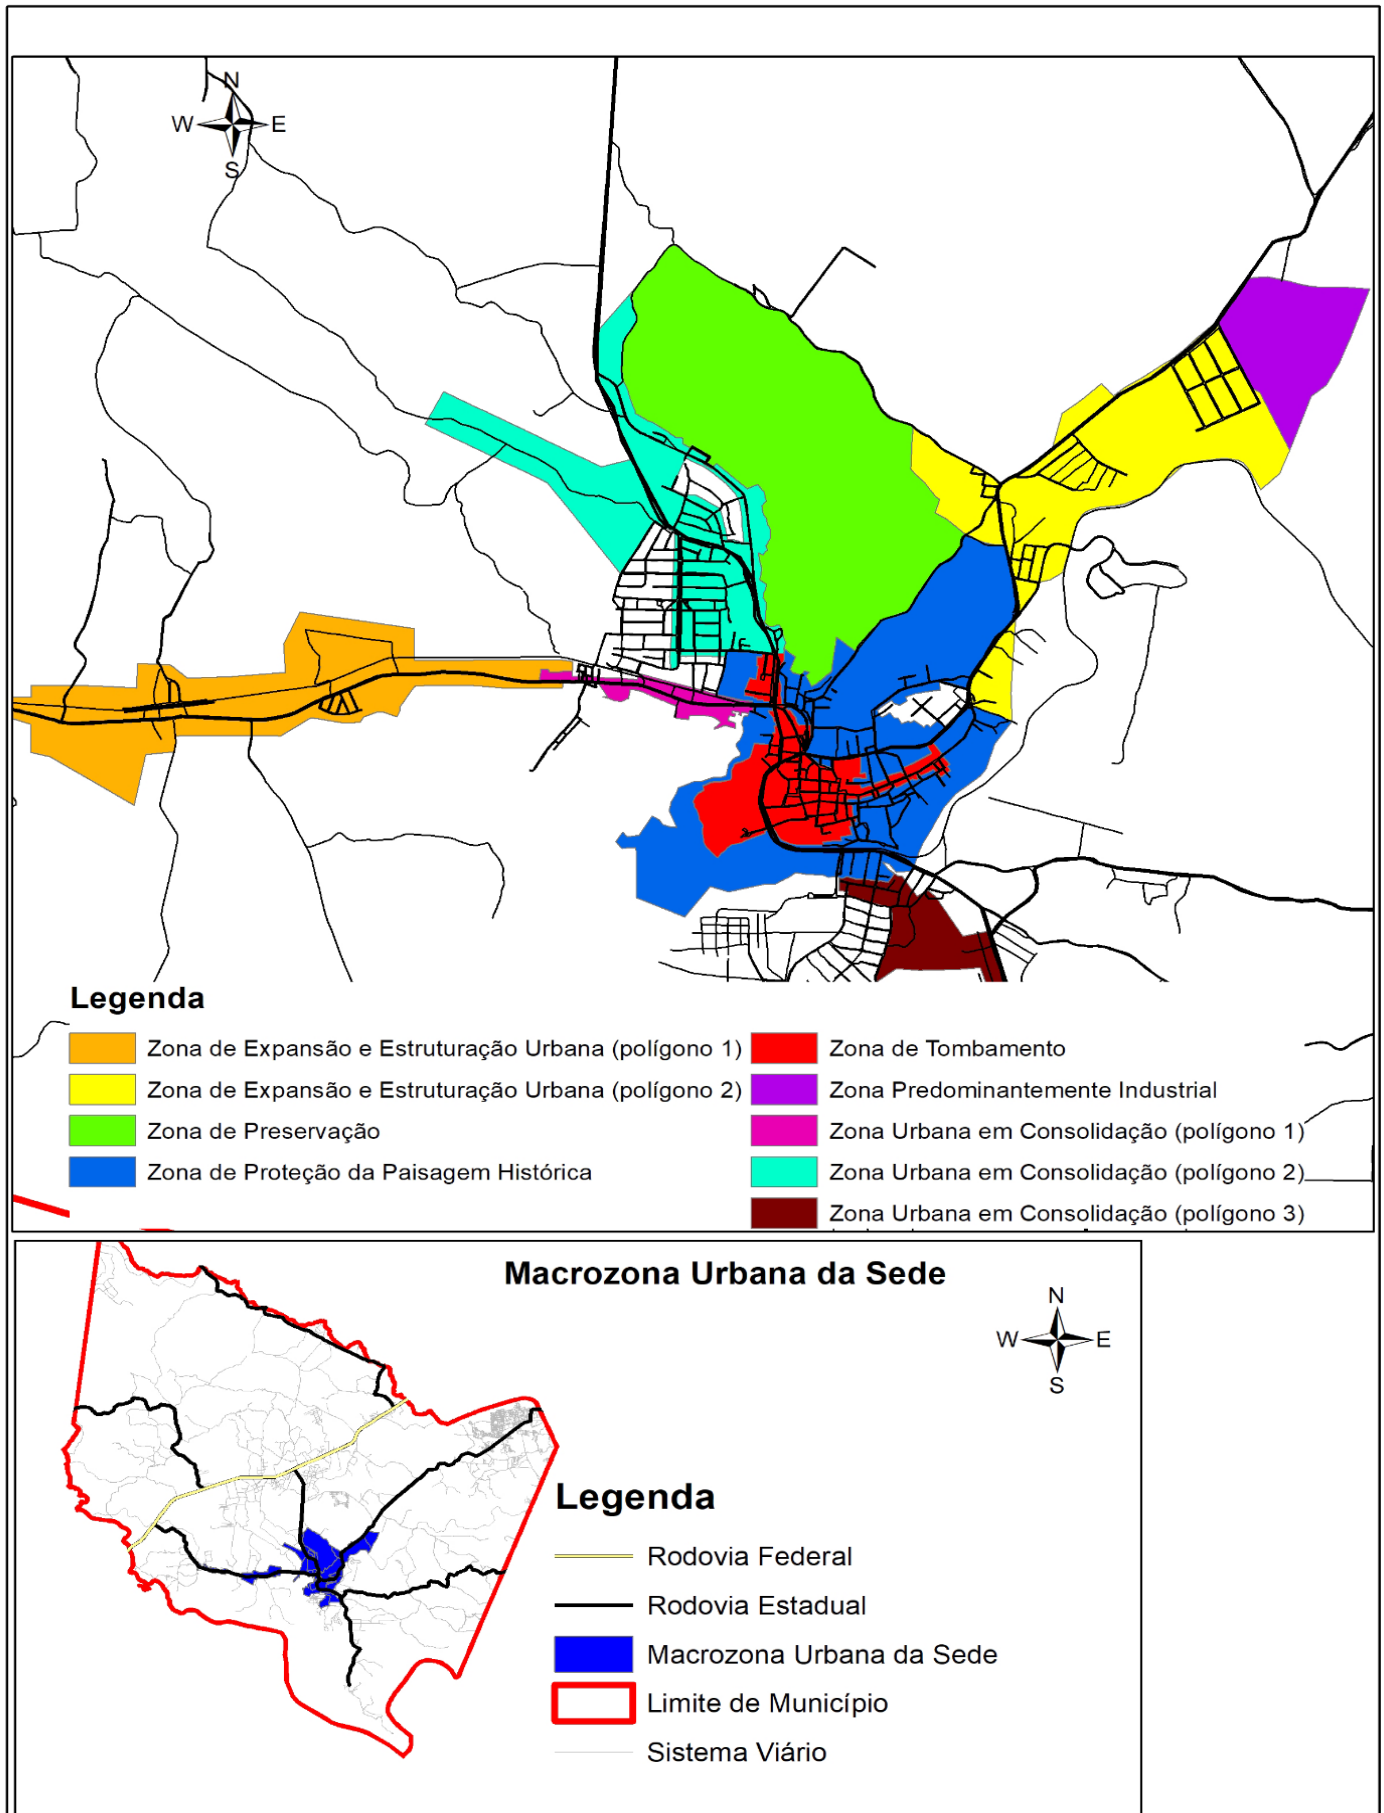 N
W E
S
Legenda
Zona de Expansão e Estruturação Urbana (polígono 1)
Zona de Expansão e Estruturação Urbana (polígono 2)
Zona de Preservação
Zona de Proteção da Paisagem Histórica
Zona de Tombamento
Zona Predominantemente Industrial
Zona Urbana em Consolidação (polígono 1)
Zona Urbana em Consolidação (polígono 2)
Zona Urbana em Consolidação (polígono 3)
Macrozona Urbana da Sede
N
W E
S
Legenda
Rodovia Federal
Rodovia Estadual
Macrozona Urbana da Sede
Limite de Município
Sistema Viário